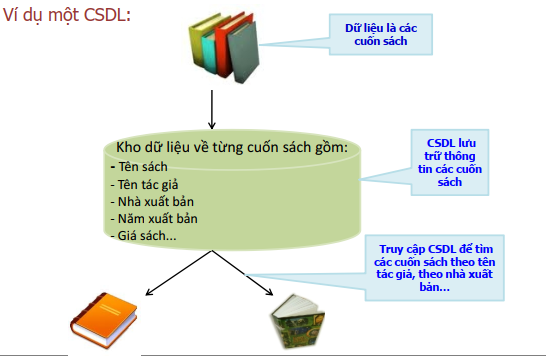 Ví dụ một CSDL:
Dữ liệu là các
cuốn sách
Kho dữ liệu về từng cuốn sách gồm:
- Tên sách
- Tên tác giả
- Nhà xuất bản
- Năm xuất bản
- Giá sách...
CSDL lưu
trữ thông
tin các cuốn
sách
Truy cập CSDL để tìm
các cuốn sách theo tên
tác giả, theo nhà xuất
bản...